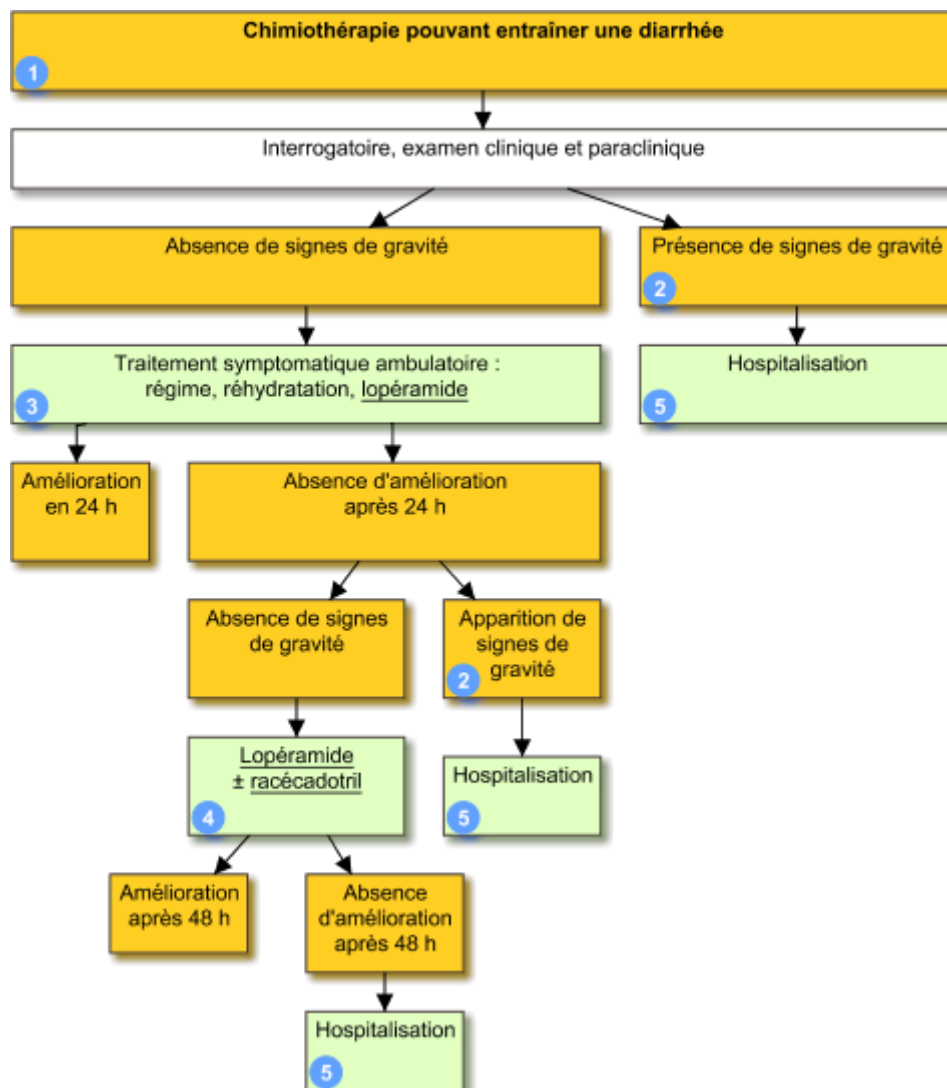 Chimiothérapie pouvant entraîner une diarrhée
1
Interrogatoire, examen clinique et paraclinique
Absence de signes de gravité
Présence de signes de gravité
2
Traitement symptomatique ambulatoire :
régime, réhydratation, lopéramide
3
Hospitalisation
5
Amélioration
en 24 h
Absence d'amélioration
après 24 h
Absence de signes
de gravité
Apparition de
signes de
gravité
2
Lopéramide
± racécadotril
4
Hospitalisation
5
Amélioration
après 48 h
Absence
d'amélioration
après 48 h
Hospitalisation
5